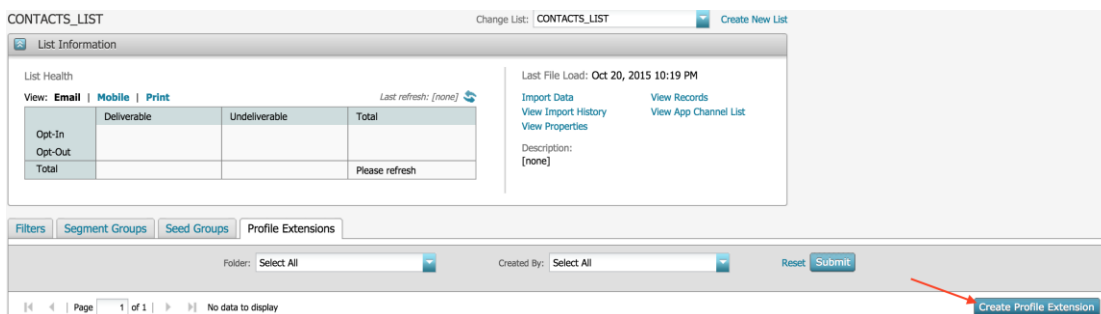 CONTACTS_LIST
Change List: CONTACTS_LIST Create New List
List Information
List Health
View: Email | Mobile | Print Last refresh: [none]
Deliverable Undeliverable Total
Opt-In
Opt-Out
Total Please refresh
Last File Load: Oct 20, 2015 10:19 PM
Import Data View Records
View Import History View App Channel List
View Properties
Description:
[none]
Filters Segment Groups Seed Groups Profile Extensions
Folder: Select All Created By: Select All Reset Submit
Page 1 of 1 | No data to display Create Profile Extension